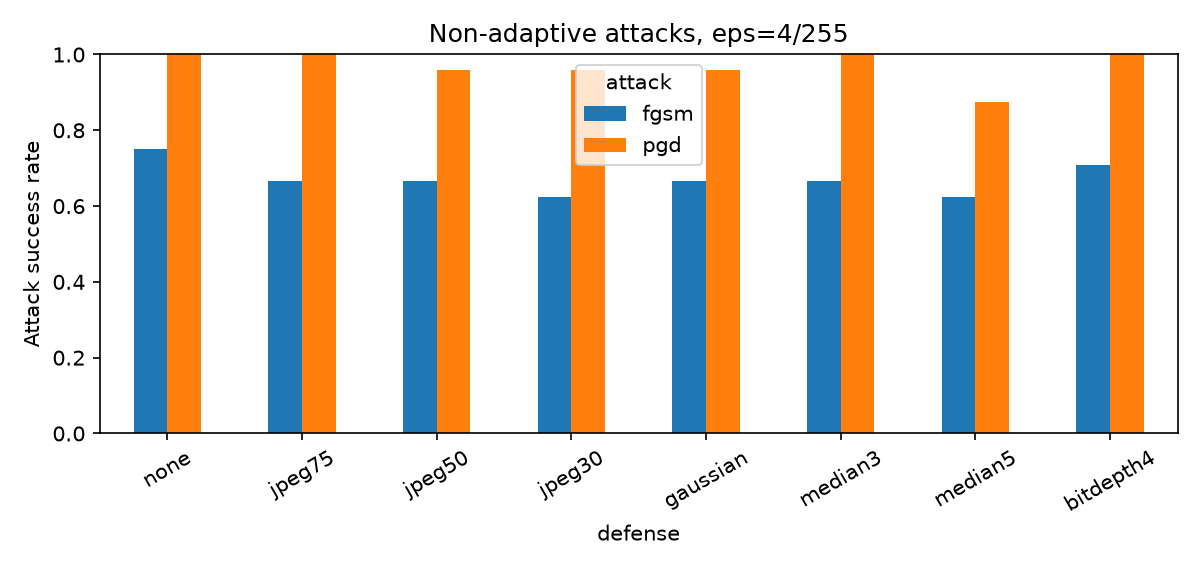 Non-adaptive attacks, eps=4/255
Attack success rate
1.0
0.8
0.6
0.4
0.2
0.0
attack
fgsm
pgd
none
jpeg75
jpeg50
jpeg30
gaussian
median3
median5
bitdepth4
defense